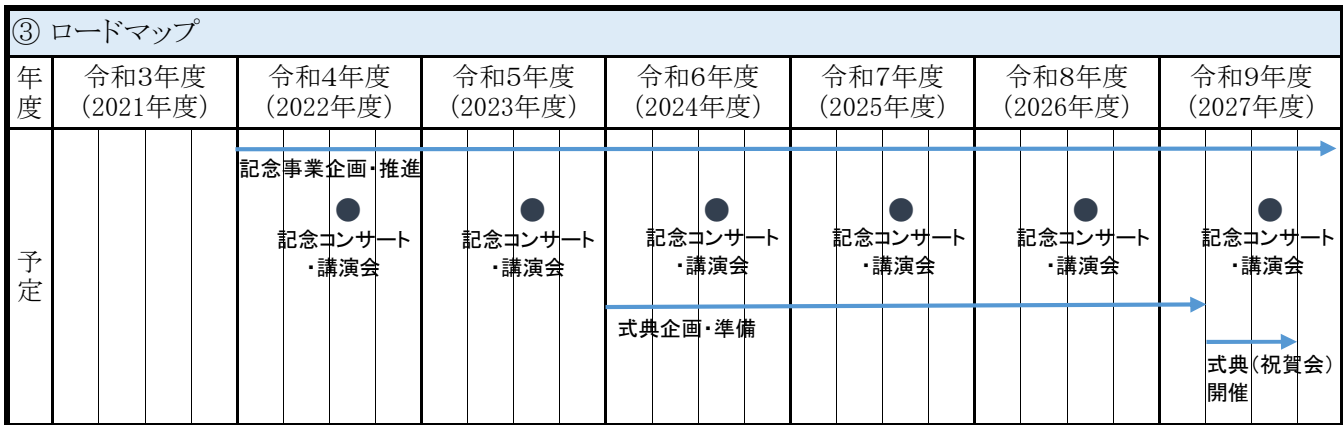 ③ ロードマップ
年度
令和3年度
(2021年度)
令和4年度
(2022年度)
令和5年度
(2023年度)
令和6年度
(2024年度)
令和7年度
(2025年度)
令和8年度
(2026年度)
令和9年度
(2027年度)
予定
記念事業企画・推進
記念コンサート
・講演会
記念コンサート
・講演会
記念コンサート
・講演会
記念コンサート
・講演会
記念コンサート
・講演会
記念コンサート
・講演会
式典企画・準備
式典(祝賀会)
開催